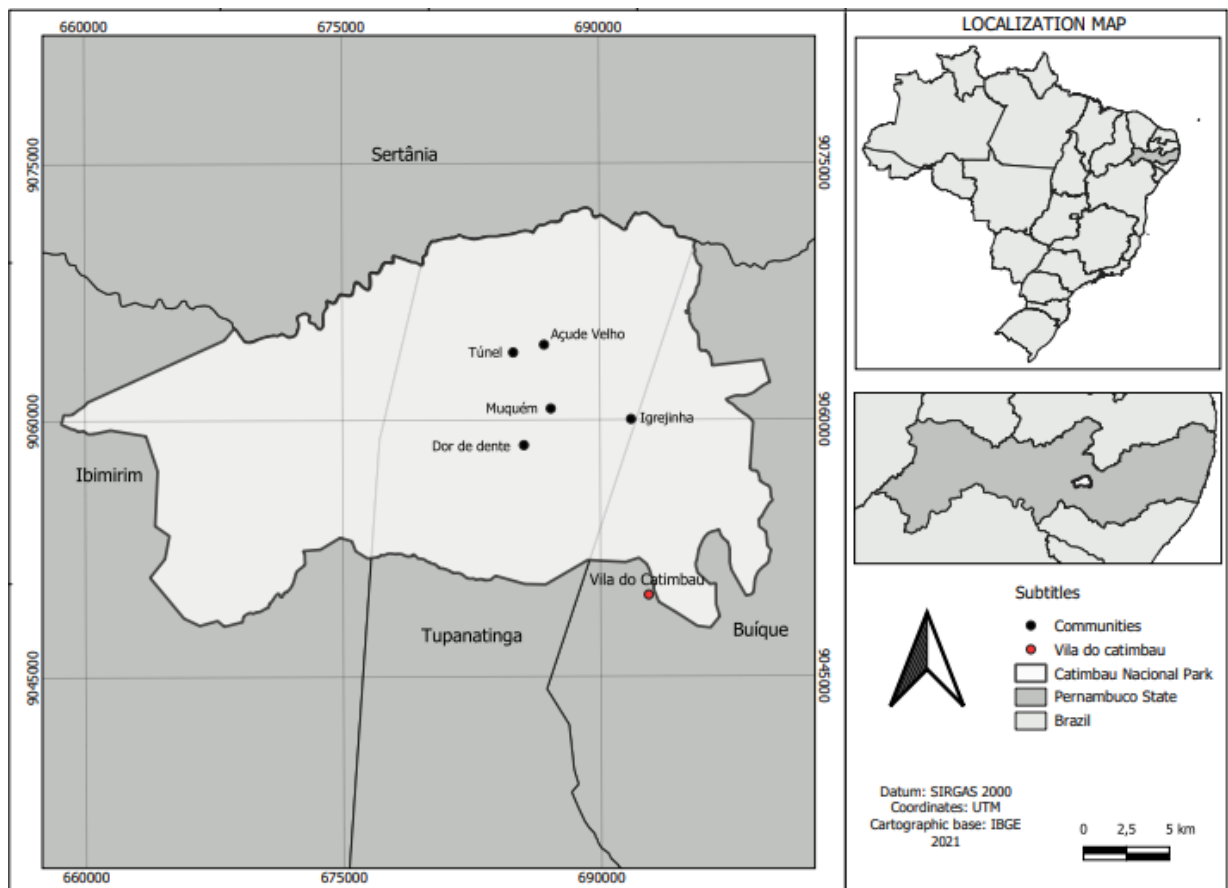 660000
675000
690000
LOCALIZATION MAP
9075000
9075000
Sertânia
Açude Velho
Túnel
Muquém
Igrejinha
9060000
9060000
Dor de dente
Ibimirim
Vila do Catimbau
Tupanatinga
Buíque
9045000
9045000
660000
675000
690000
Subtitles
Communities
Vila do catimbau
Catimbau National Park
Pernambuco State
Brazil
Datum: SIRGAS 2000
Coordinates: UTM
Cartographic base: IBGE
2021
0 2,5 5 km